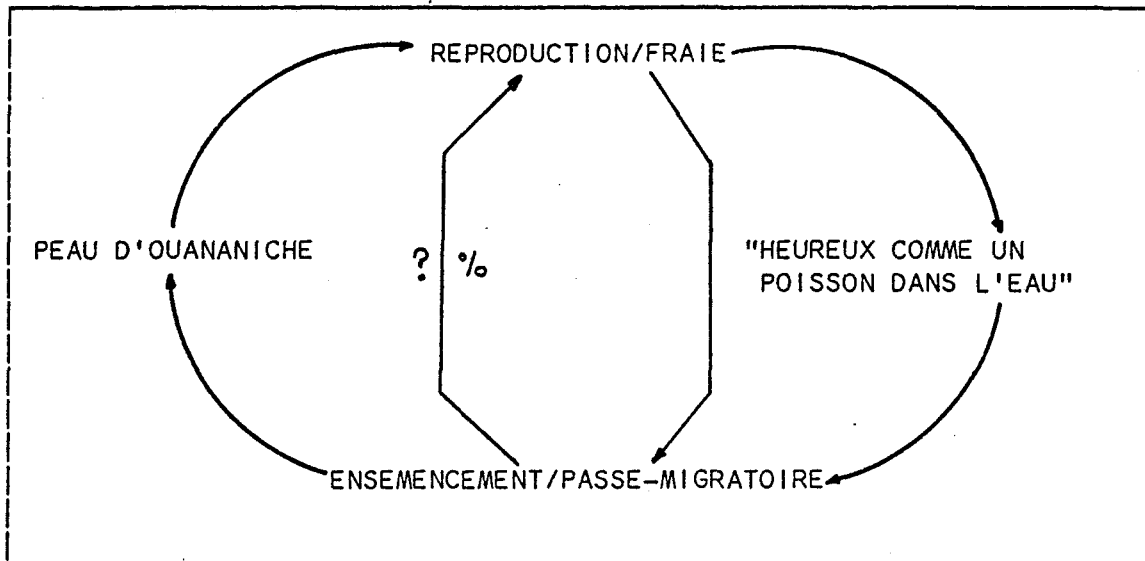 REPRODUCTION/FRAIE
PEAU D'OUANANICHE
? %
"HEUREUX COMME UN
POISSON DANS L'EAU"
ENSEMENCEMENT/PASSE-MIGRATOIRE